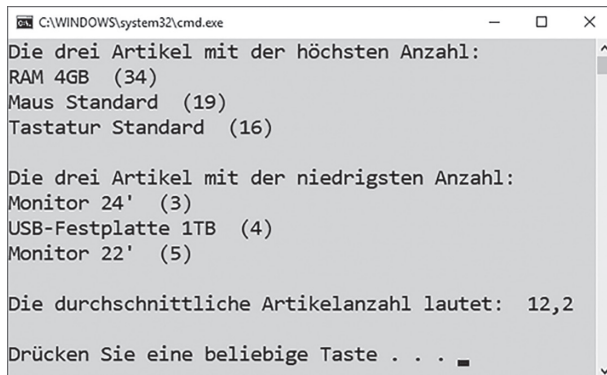 C:\WINDOWS\system32\cmd.exe
Die drei Artikel mit der höchsten Anzahl:
RAM 4GB  (34)
Maus Standard  (19)
Tastatur Standard  (16)
Die drei Artikel mit der niedrigsten Anzahl:
Monitor 24'  (3)
USB-Festplatte 1TB  (4)
Monitor 22'  (5)
Die durchschnittliche Artikelanzahl lautet:  12,2
Drücken Sie eine beliebige Taste . . .